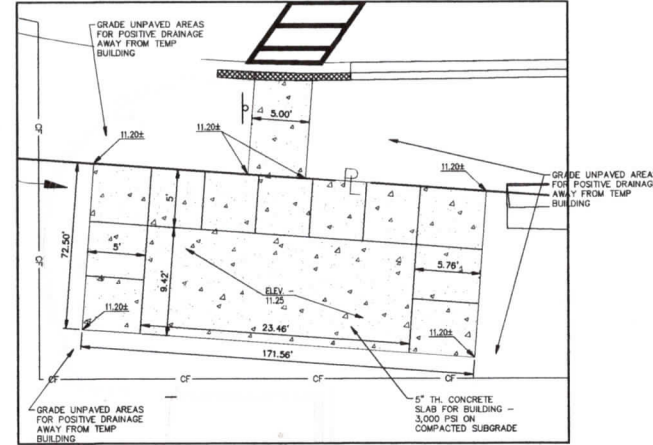 GRADE UNPAVED AREAS
FOR POSITIVE DRAINAGE
AWAY FROM TEMP
BUILDING
5.00'
11.20±
11.20±
11.20±
PL
GRADE UNPAVED AREAS
FOR POSITIVE DRAINAGE
AWAY FROM TEMP
BUILDING
5'
72.50'
5'
9.42'
5.76'
ELEV. -
11.25
11.20±
23.46'
11.20±
171.56'
CF
CF
CF
CF
GRADE UNPAVED AREAS
FOR POSITIVE DRAINAGE
AWAY FROM TEMP
BUILDING
5" TH. CONCRETE
SLAB FOR BUILDING -
3,000 PSI ON
COMPACTED SUBGRADE